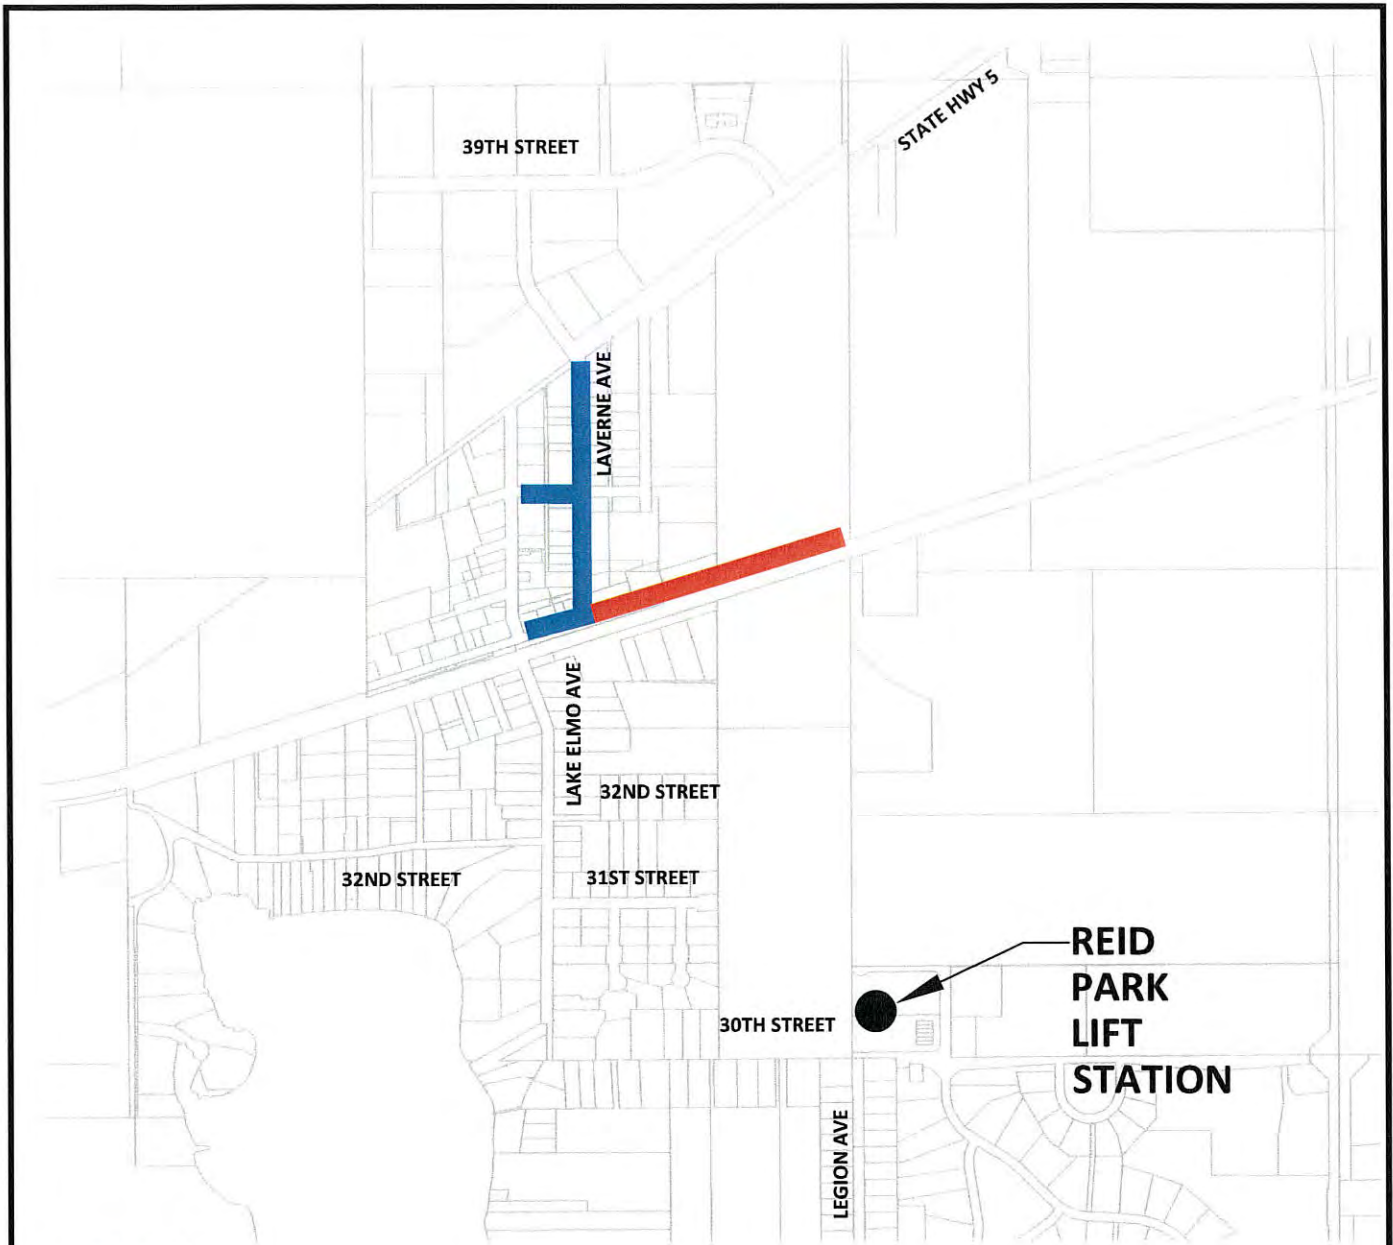 STATE HWY 5
39TH STREET
LAVERNE AVE
LAKE ELMO AVE
32ND STREET
32ND STREET
31ST STREET
REID
PARK
LIFT
STATION
30TH STREET
LEGION AVE